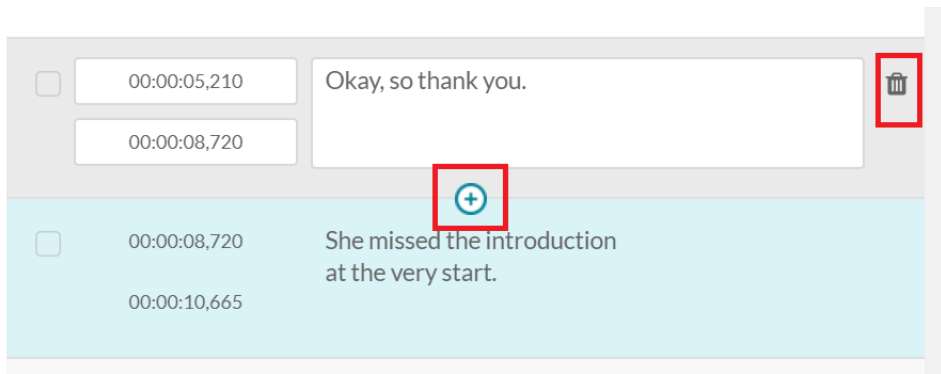 00:00:05,210
Okay, so thank you.
00:00:08,720
00:00:08,720
She missed the introduction
at the very start.
00:00:10,665